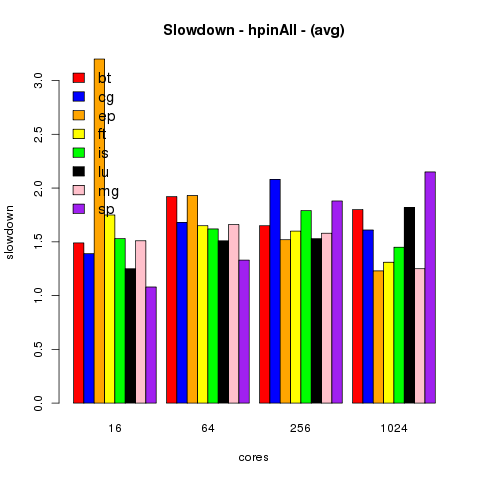 Slowdown - hpinAll - (avg)
slowdown
3.0
2.5
2.0
1.5
1.0
0.5
0.0
bt
cg
ep
ft
is
lu
mg
sp
16 64 256 1024
cores